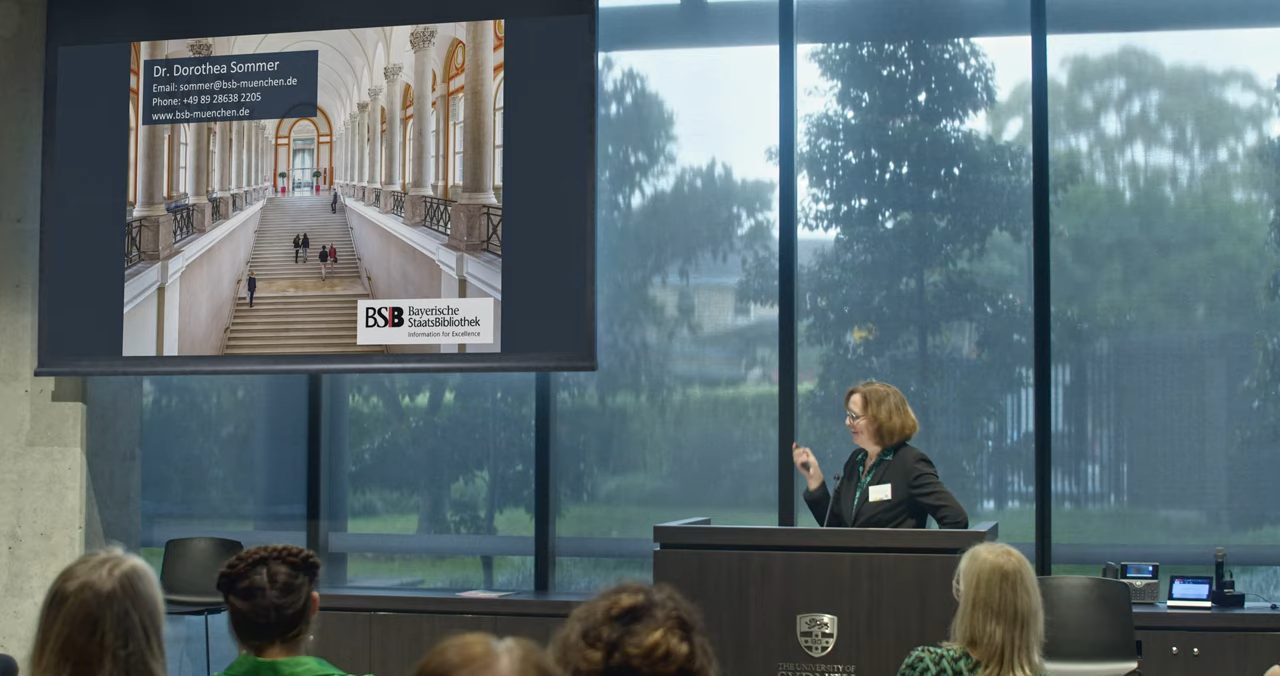 Dr. Dorothea Sommer
Email: sommer@bsb-muenchen.de
Phone: +49 89 28638 2205
www.bsb-muenchen.de
BSB Bayerische
StaatsBibliothek
Information for Excellence
THE UNIVERSITY OF
SYDNEY